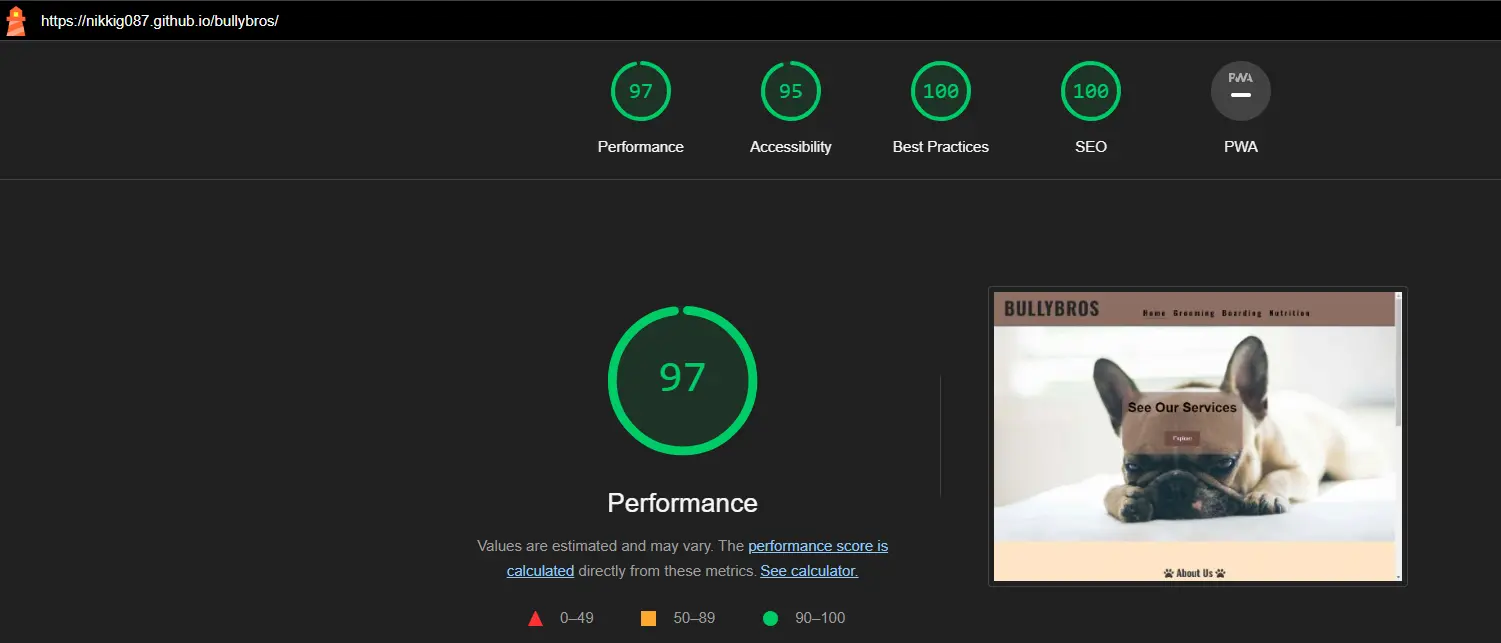 https://nikkig087.github.io/bullybros/
97
95
100
100
PWA
Performance
Accessibility
Best Practices
SEO
PWA
97
Performance
Values are estimated and may vary. The performance score is
calculated directly from these metrics. See calculator.
0–49
50–89
90–100
BULLYBROS
Home Grooming Boarding Nutrition
See Our Services
Explore
About Us